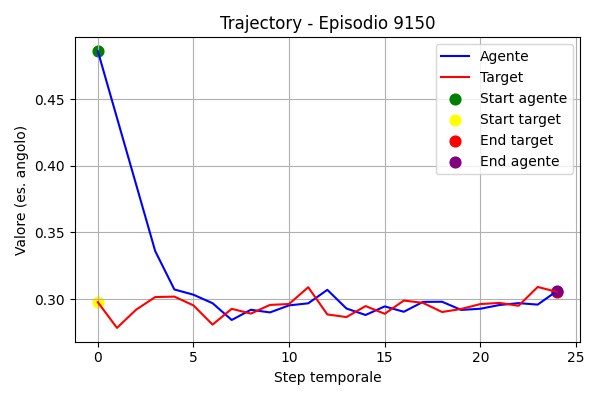 Trajectory - Episodio 9150
Agente
Target
Start agente
Start target
End target
End agente
Valore (es. angolo)
0.45
0.40
0.35
0.30
0 5 10 15 20 25
Step temporale